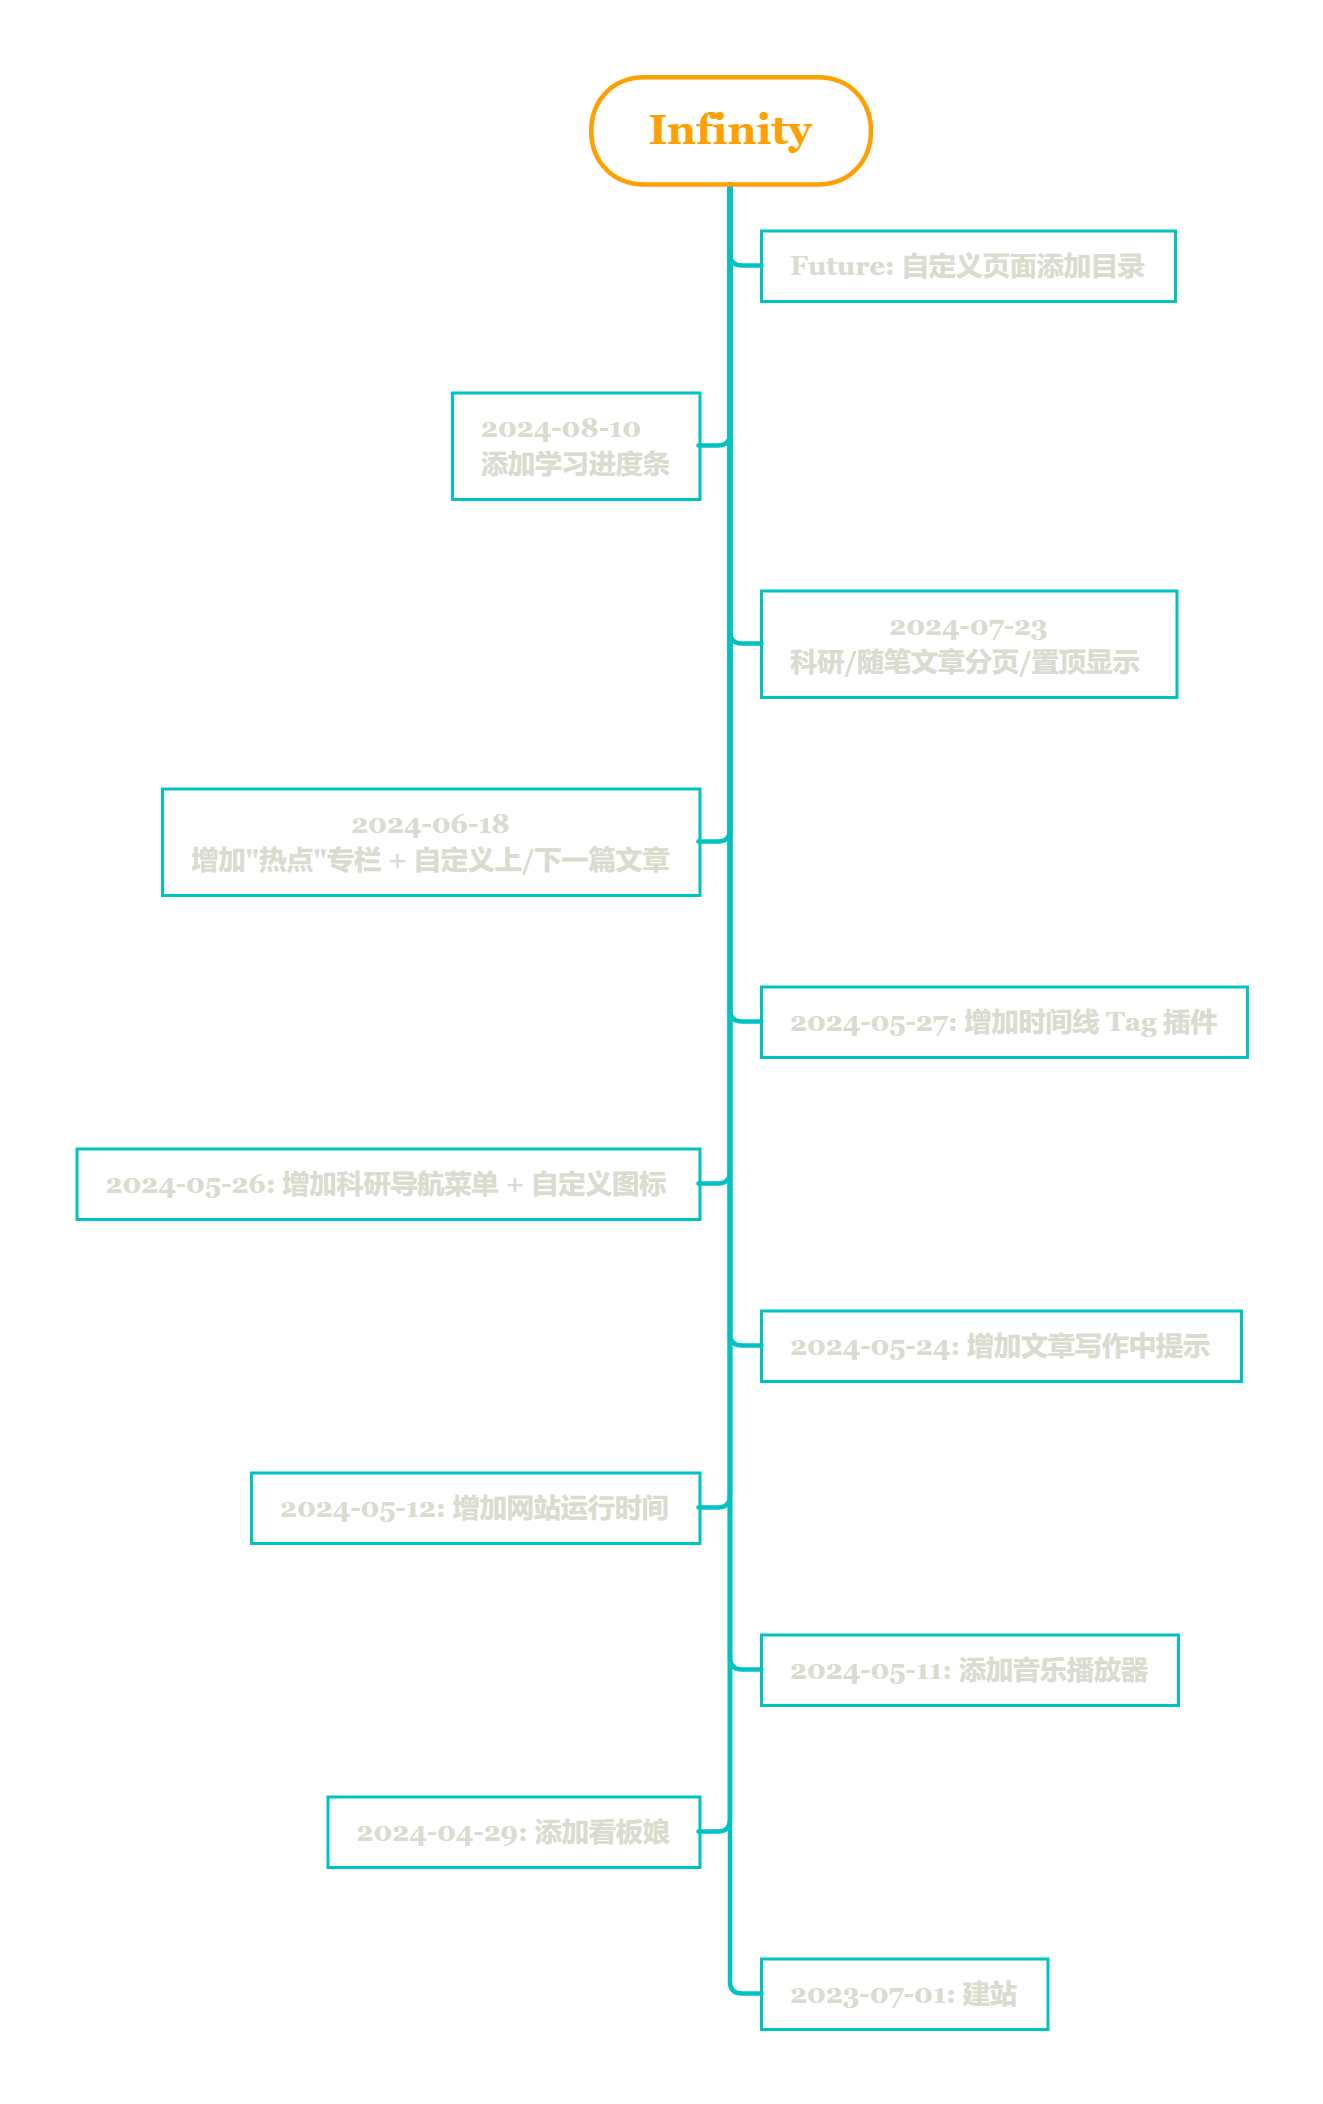 Infinity
Future: 自定义页面添加目录
2024-08-10
添加学习进度条
2024-07-23
科研/随笔文章分页/置顶显示
2024-06-18
增加"热点"专栏 + 自定义上/下一篇文章
2024-05-27: 增加时间线 Tag 插件
2024-05-26: 增加科研导航菜单 + 自定义图标
2024-05-24: 增加文章写作中提示
2024-05-12: 增加网站运行时间
2024-05-11: 添加音乐播放器
2024-04-29: 添加看板娘
2023-07-01: 建站